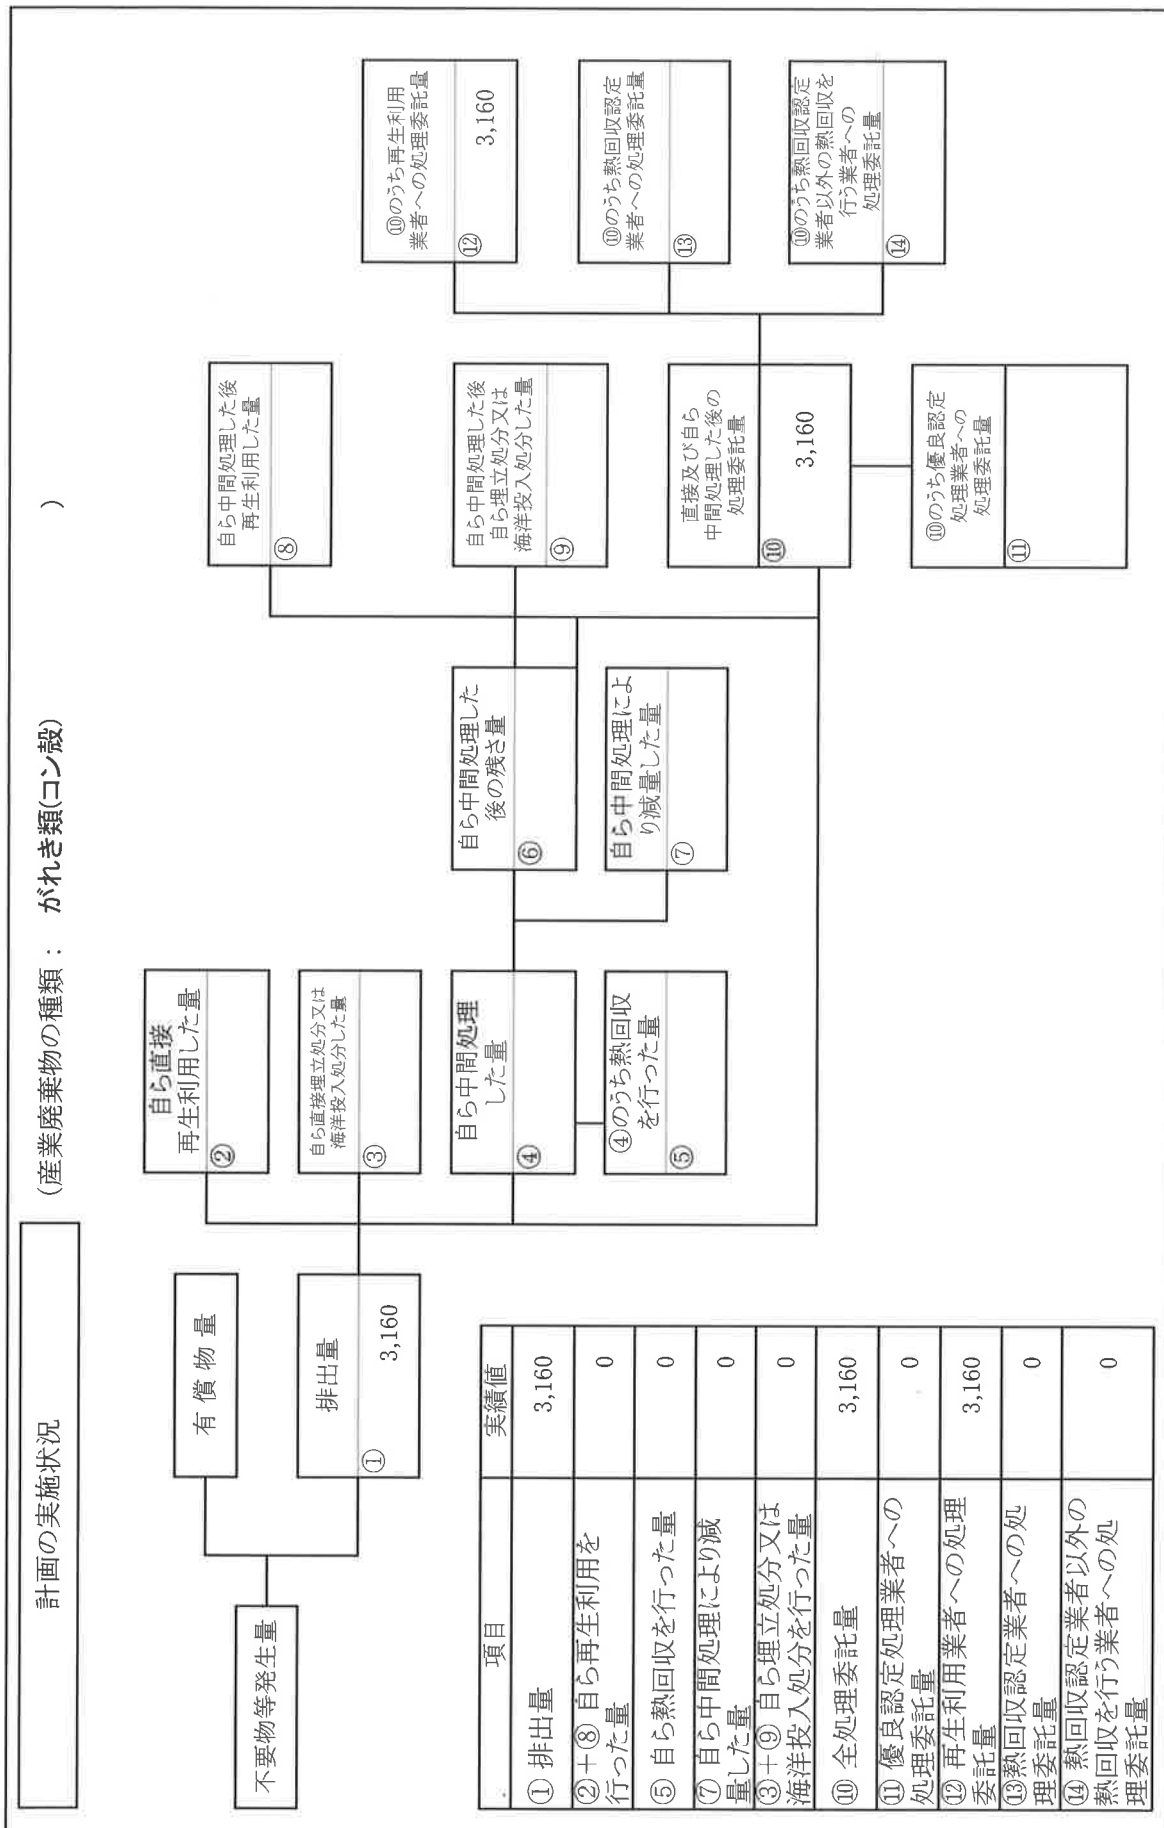 計画の実施状況
(産業廃棄物の種類: がれき類(コン殻) )
不要物等発生量
有償物量
排出量
①
3,160
自ら直接
再生利用した量
②
自ら直接埋立処分又は
海洋投入処分した量
③
自ら中間処理
した量
④
④のうち熱回収
を行った量
⑤
自ら中間処理した
後の残さ量
⑥
自ら中間処理によ
り減量した量
⑦
自ら中間処理した後
再生利用した量
⑧
自ら中間処理した後
自ら埋立処分又は
海洋投入処分した量
⑨
直接及び自ら
中間処理した後の
処理委託量
⑩
3,160
⑩のうち優良認定
処理業者への
処理委託量
⑪
⑩のうち再生利用
業者への処理委託量
⑫
3,160
⑩のうち熱回収認定
業者への処理委託量
⑬
⑩のうち熱回収認定
業者以外の熱回収を
行う業者への
処理委託量
⑭
項目 実績値
① 排出量 3,160
②+⑧ 自ら再生利用を
行った量 0
⑤ 自ら熱回収を行った量 0
⑦ 自ら中間処理により減
量した量 0
③+⑨ 自ら埋立処分又は
海洋投入処分を行った量 0
⑩ 全処理委託量 3,160
⑪ 優良認定処理業者への
処理委託量 0
⑫ 再生利用業者への処理
委託量 3,160
⑬熱回収認定業者への処
理委託量 0
⑭ 熱回収認定業者以外の
熱回収を行う業者への処
理委託量 0